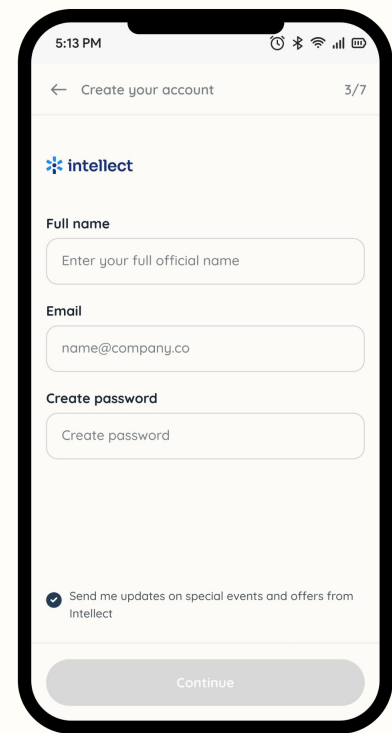 5:13 PM
Create your account 3/7
intellect
Full name
Enter your full official name
Email
name@company.co
Create password
Create password
Send me updates on special events and offers from
Intellect
Continue